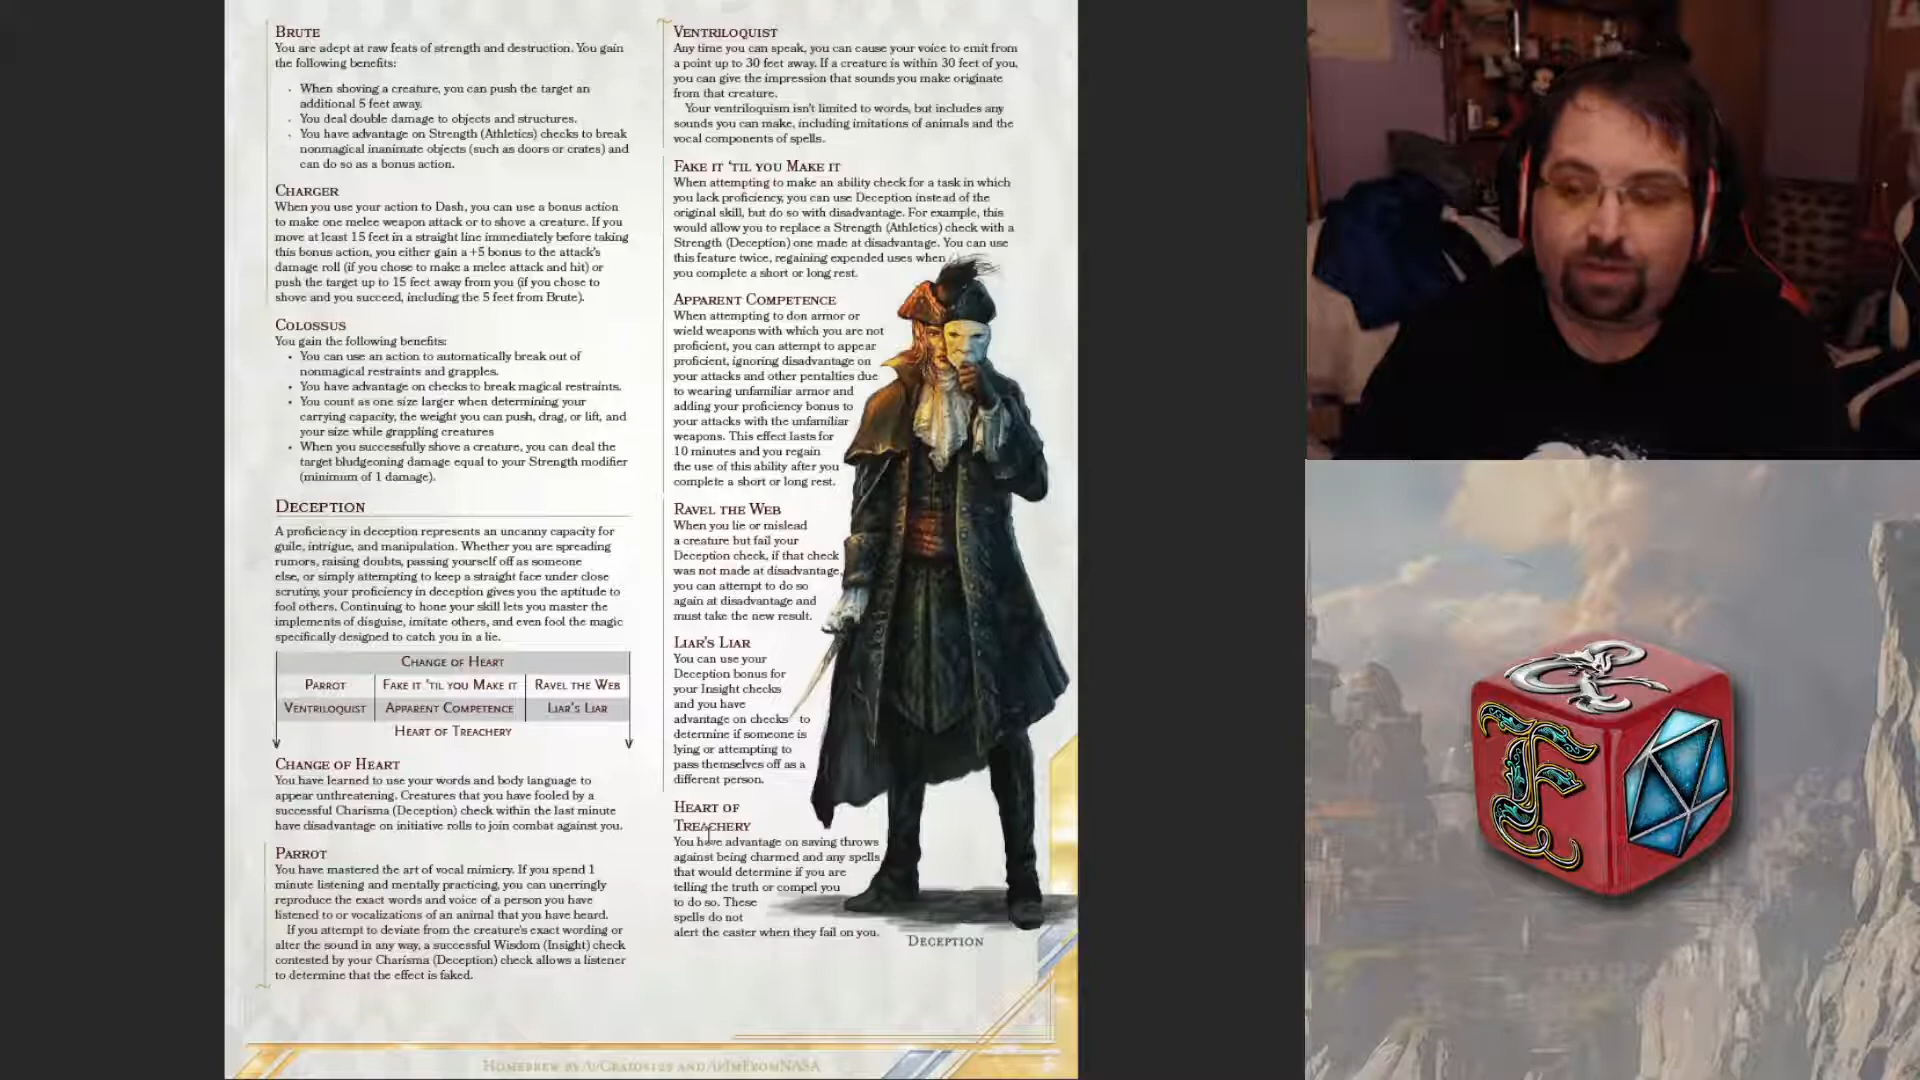 BRUTE
You are adept at raw feats of strength and destruction. You gain
the following benefits:
• When shoving a creature, you can push the target an
additional 5 feet away.
• You deal double damage to objects and structures.
• You have advantage on Strength (Athletics) checks to break
nonmagical inanimate objects (such as doors or crates) and
can do so as a bonus action.
CHARGER
When you use your action to Dash, you can use a bonus action
to make one melee weapon attack or to shove a creature. If you
move at least 15 feet in a straight line immediately before taking
this bonus action, you either gain a +5 bonus to the attack's
damage roll (if you chose to make a melee attack and hit) or
push the target up to 15 feet away from you (if you chose to
shove and you succeed, including the 5 feet from Brute).
COLOSSUS
You gain the following benefits:
• You can use an action to automatically break out of
nonmagical restraints and grapples.
• You have advantage on checks to break magical restraints.
• You count as one size larger when determining your
carrying capacity, the weight you can push, drag, or lift, and
your size while grappling creatures
• When you successfully shove a creature, you can deal the
target bludgeoning damage equal to your Strength modifier
(minimum of 1 damage).
DECEPTION
A proficiency in deception represents an uncanny capacity for
guile, intrigue, and manipulation. Whether you are spreading
rumors, raising doubts, passing yourself off as someone
else, or simply attempting to keep a straight face under close
scrutiny, your proficiency in deception gives you the aptitude to
fool others. Continuing to hone your skill lets you master the
implements of disguise, imitate others, and even fool the magic
specifically designed to catch you in a lie.
CHANGE OF HEART
PARROT FAKE IT 'TIL YOU MAKE IT RAVEL THE WEB
VENTRILOQUIST APPARENT COMPETENCE LIAR'S LIAR
HEART OF TREACHERY
CHANGE OF HEART
You have learned to use your words and body language to
appear unthreatening. Creatures that you have fooled by a
successful Charisma (Deception) check within the last minute
have disadvantage on initiative rolls to join combat against you.
PARROT
You have mastered the art of vocal mimicry. If you spend 1
minute listening and mentally practicing, you can unerringly
reproduce the exact words and voice of a person you have
listened to or vocalizations of an animal that you have heard.
If you attempt to deviate from the creature's exact wording or
alter the sound in any way, a successful Wisdom (Insight) check
contested by your Charisma (Deception) check allows a listener
to determine that the effect is faked.
VENTRILOQUIST
Any time you can speak, you can cause your voice to emit from
a point up to 30 feet away. If a creature is within 30 feet of you,
you can give the impression that sounds you make originate
from that creature.
Your ventriloquism isn't limited to words, but includes any
sounds you can make, including imitations of animals and the
vocal components of spells.
FAKE IT 'TIL YOU MAKE IT
When attempting to make an ability check for a task in which
you lack proficiency, you can use Deception instead of the
original skill, but do so with disadvantage. For example, this
would allow you to replace a Strength (Athletics) check with a
Strength (Deception) one made at disadvantage. You can use
this feature twice, regaining expended uses when
you complete a short or long rest.
APPARENT COMPETENCE
When attempting to don armor or
wield weapons with which you are not
proficient, you can attempt to appear
proficient, ignoring disadvantage on
your attacks and other pentalties due
to wearing unfamiliar armor and
adding your proficiency bonus to
your attacks with the unfamiliar
weapons. This effect lasts for
10 minutes and you regain
the use of this ability after you
complete a short or long rest.
RAVEL THE WEB
When you lie or mislead
a creature but fail your
Deception check, if that check
was not made at disadvantage,
you can attempt to do so
again at disadvantage and
must take the new result.
LIAR'S LIAR
You can use your
Deception bonus for
your Insight checks
and you have
advantage on checks to
determine if someone is
lying or attempting to
pass themselves off as a
different person.
HEART OF
TREACHERY
You have advantage on saving throws
against being charmed and any spells
that would determine if you are
telling the truth or compel you
to do so. These
spells do not
alert the caster when they fail on you.
DECEPTION
HOMEBREW BY /U/CRAIOS125 AND /U/IMFROMNASA
E